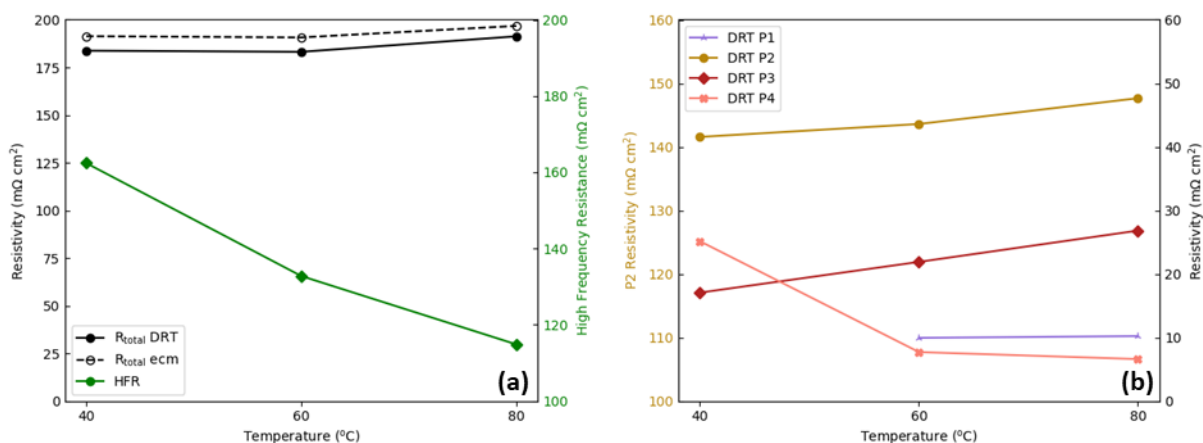 200
175
150
125
100
75
50
25
0
Resistivity (mΩ cm²)
40
60
80
Temperature (⁰C)
200
180
160
140
120
100
High Frequency Resistance (mΩ cm²)
R_total DRT
R_total ecm
HFR
(a)
160
150
140
130
120
110
100
P2 Resistivity (mΩ cm²)
DRT P1
DRT P2
DRT P3
DRT P4
40
60
80
Temperature (⁰C)
60
50
40
30
20
10
0
Resistivity (mΩ cm²)
(b)